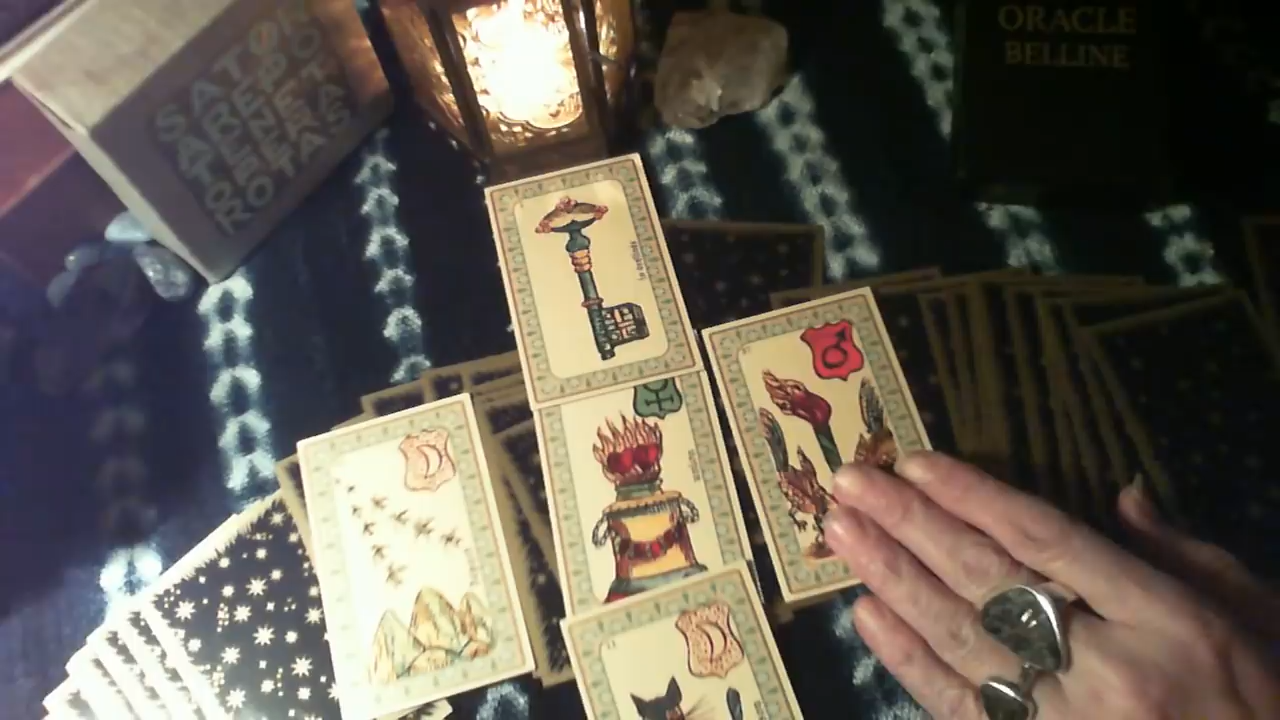 SATOR
AREPO
TENET
OPERA
ROTAS
ORACLE
BELLINE